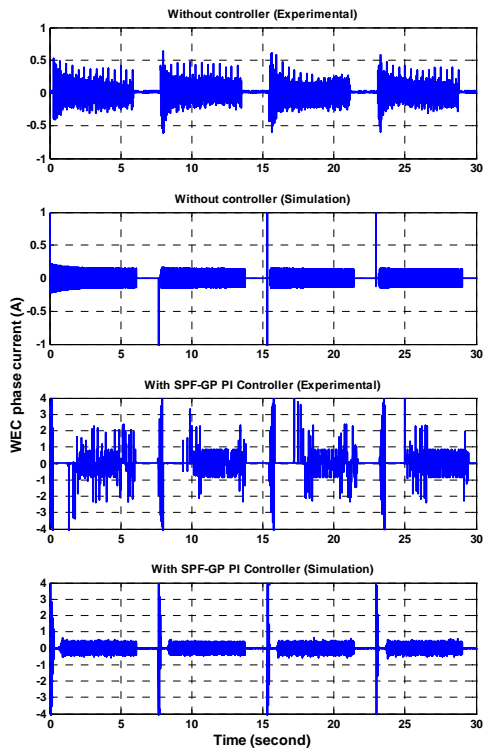 Without controller (Experimental)
1
0.5
0
-0.5
-1
0 5 10 15 20 25 30
Without controller (Simulation)
1
0.5
0
-0.5
-1
0 5 10 15 20 25 30
WEC phase current (A)
With SPF-GP PI Controller (Experimental)
4
3
2
1
0
-1
-2
-3
-4
0 5 10 15 20 25 30
With SPF-GP PI Controller (Simulation)
4
3
2
1
0
-1
-2
-3
-4
0 5 10 15 20 25 30
Time (second)